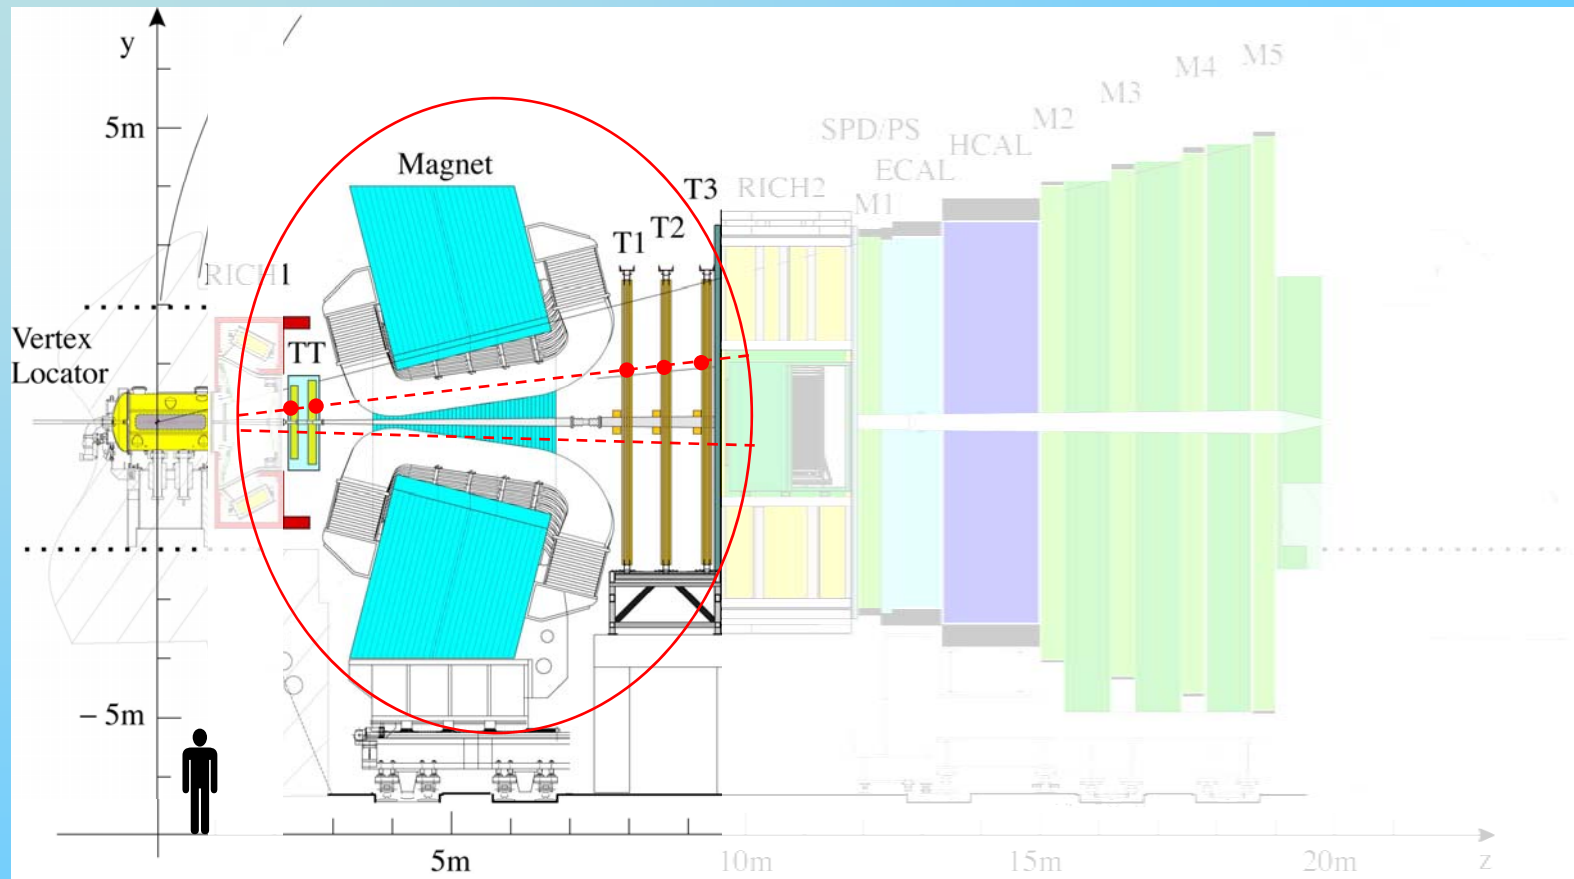 y
5m
Magnet
SPD/PS
ECAL
HCAL
M1
M2
M3
M4
M5
RICH2
T3
T2
T1
RICH1
TT
Vertex
Locator
– 5m
5m
10m
15m
20m
z